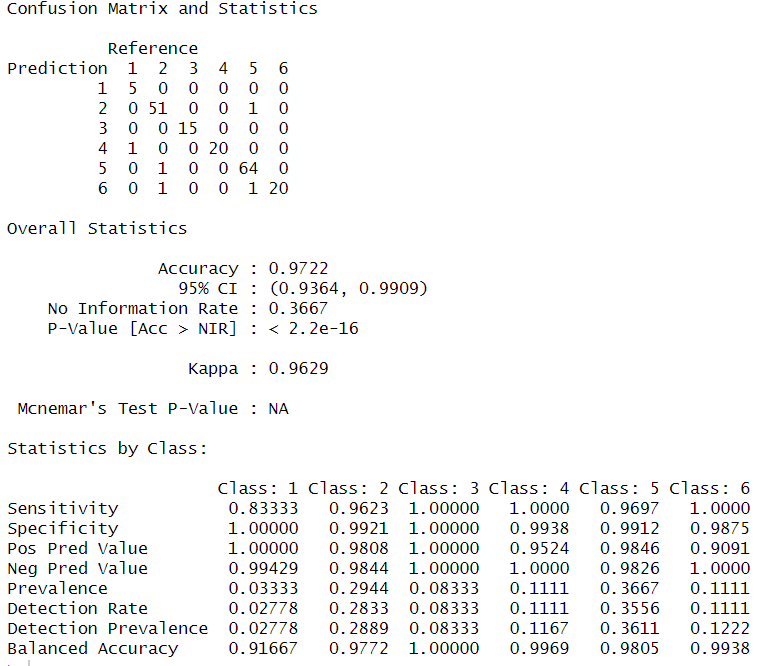 Confusion Matrix and Statistics
Reference
Prediction 1 2 3 4 5 6
1 5 0 0 0 0 0
2 0 51 0 0 1 0
3 0 0 15 0 0 0
4 1 0 0 20 0 0
5 0 1 0 0 64 0
6 0 1 0 0 1 20
Overall Statistics
Accuracy : 0.9722
95% CI : (0.9364, 0.9909)
No Information Rate : 0.3667
P-Value [Acc > NIR] : < 2.2e-16
Kappa : 0.9629
Mcnemar's Test P-Value : NA
Statistics by Class:
Class: 1 Class: 2 Class: 3 Class: 4 Class: 5 Class: 6
Sensitivity 0.83333 0.9623 1.00000 1.0000 0.9697 1.0000
Specificity 1.00000 0.9921 1.00000 0.9938 0.9912 0.9875
Pos Pred Value 1.00000 0.9808 1.00000 0.9524 0.9846 0.9091
Neg Pred Value 0.99429 0.9844 1.00000 1.0000 0.9826 1.0000
Prevalence 0.03333 0.2944 0.08333 0.1111 0.3667 0.1111
Detection Rate 0.02778 0.2833 0.08333 0.1111 0.3556 0.1111
Detection Prevalence 0.02778 0.2889 0.08333 0.1167 0.3611 0.1222
Balanced Accuracy 0.91667 0.9772 1.00000 0.9969 0.9805 0.9938